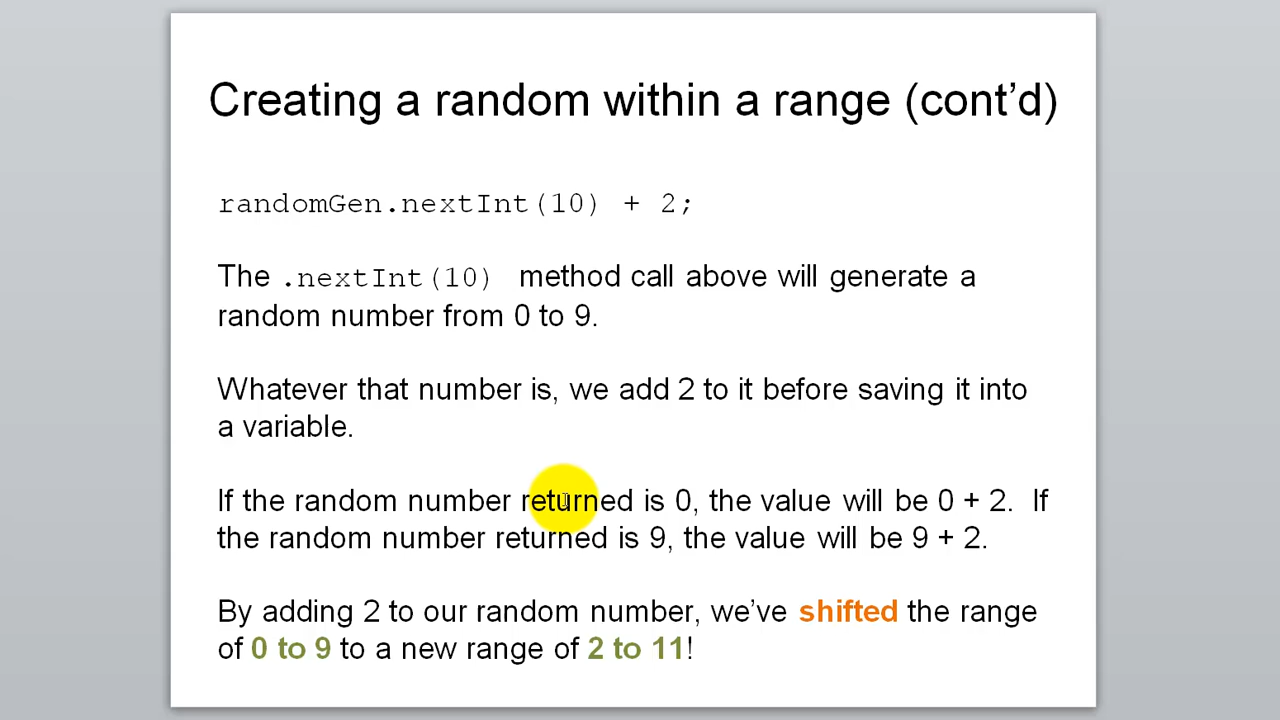 Creating a random within a range (cont’d)
randomGen.nextInt(10) + 2;
The .nextInt(10) method call above will generate a
random number from 0 to 9.
Whatever that number is, we add 2 to it before saving it into
a variable.
If the random number returned is 0, the value will be 0 + 2. If
the random number returned is 9, the value will be 9 + 2.
By adding 2 to our random number, we’ve shifted the range
of 0 to 9 to a new range of 2 to 11!